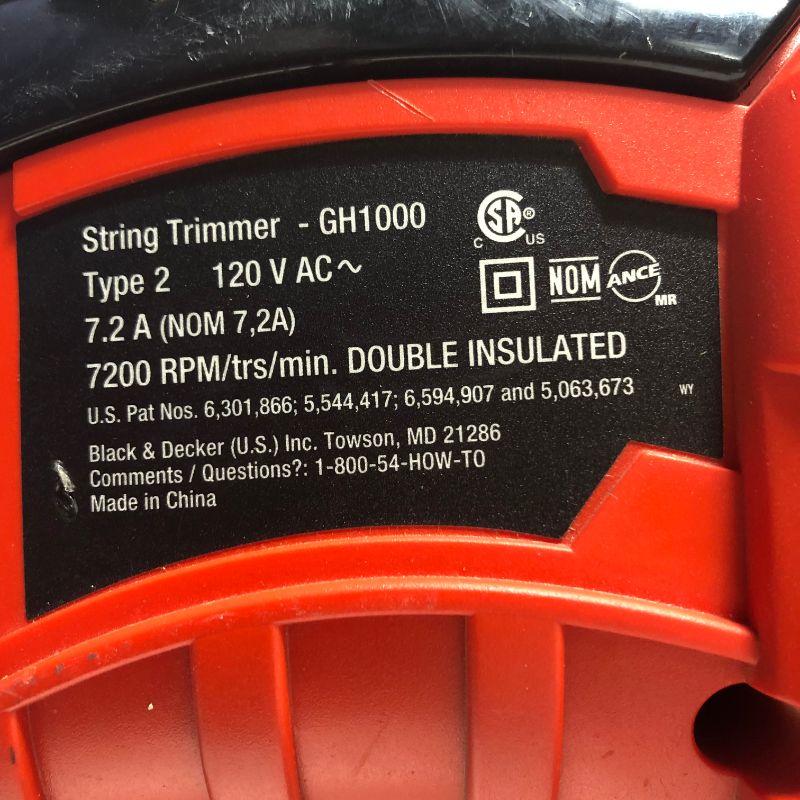 String Trimmer - GH1000
Type 2 120 V AC~
7.2 A (NOM 7,2A)
7200 RPM/trs/min. DOUBLE INSULATED
U.S. Pat Nos. 6,301,866; 5,544,417; 6,594,907 and 5,063,673
Black & Decker (U.S.) Inc. Towson, MD 21286
Comments / Questions?: 1-800-54-HOW-TO
Made in China
C SA® US
NOM ANCE MR
WY